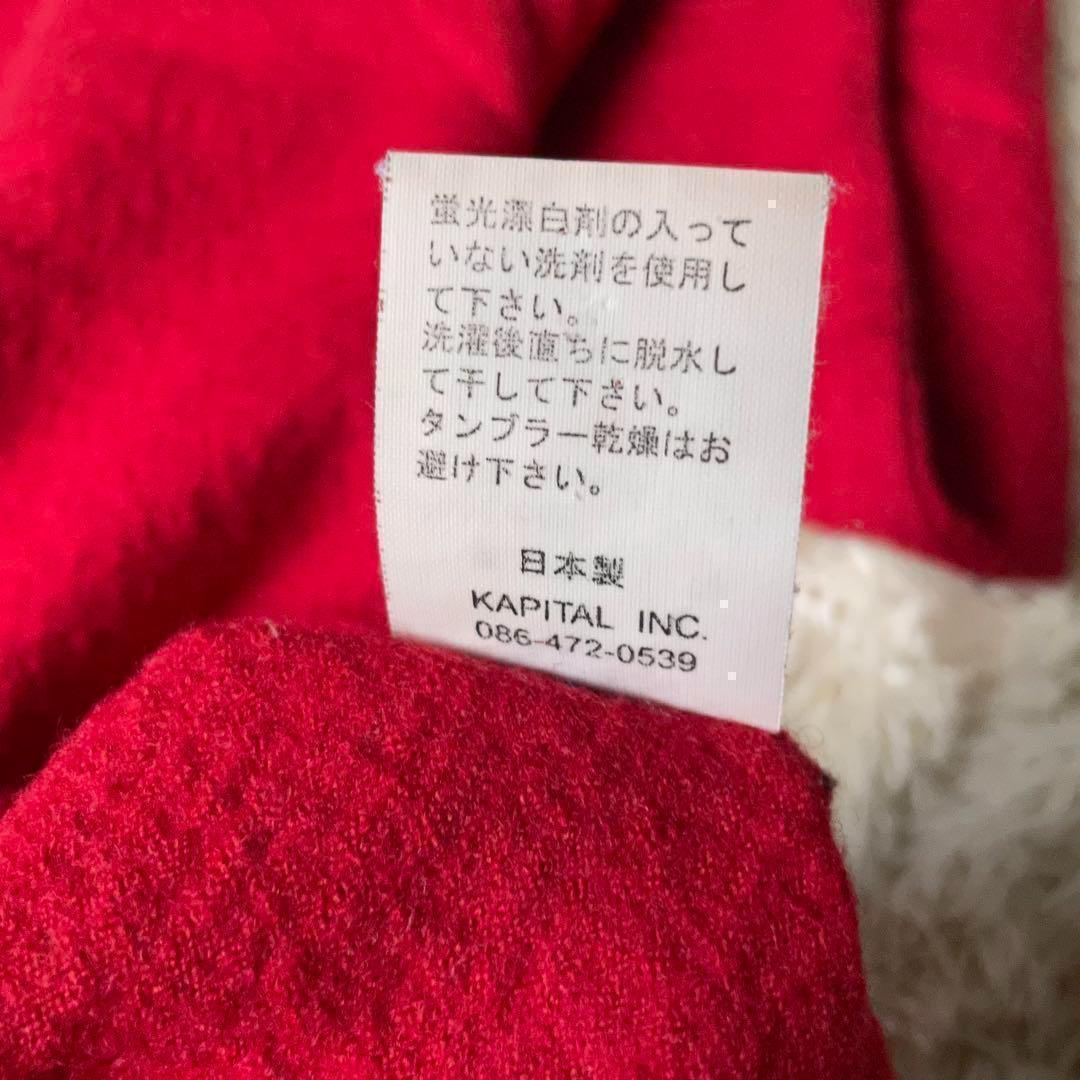 蛍光漂白剤の入って
いない洗剤を使用し
て下さい。
洗濯後直ちに脱水し
て干して下さい。
タンブラー乾燥はお
避け下さい。
日本製
KAPITAL INC.
086-472-0539